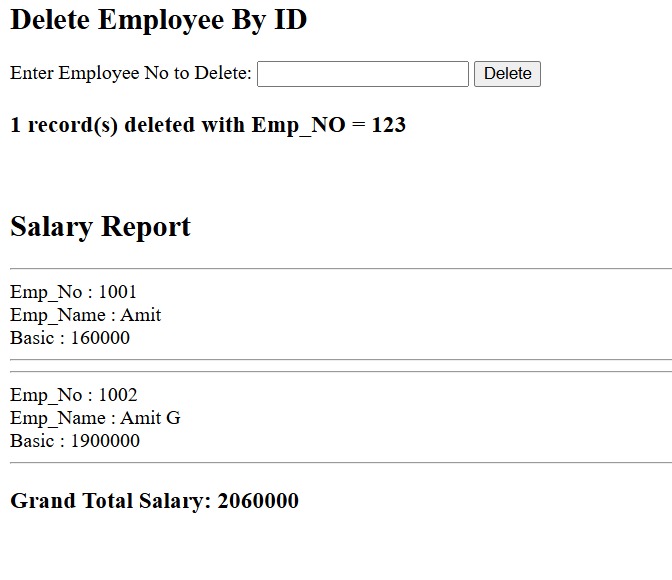 Delete Employee By ID
Enter Employee No to Delete: Delete
1 record(s) deleted with Emp_NO = 123
Salary Report
Emp_No : 1001
Emp_Name : Amit
Basic : 160000
Emp_No : 1002
Emp_Name : Amit G
Basic : 1900000
Grand Total Salary: 2060000